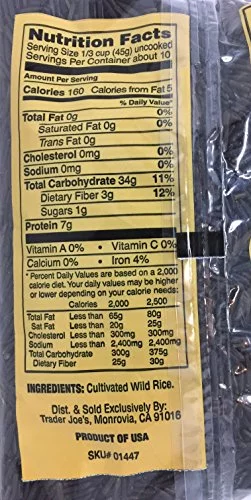 Nutrition Facts
Serving Size 1/3 cup (45g) uncooked
Servings Per Container about 10
Amount Per Serving
Calories 160 Calories from Fat 5
% Daily Value*
Total Fat 0g 0%
Saturated Fat 0g 0%
Trans Fat 0g
Cholesterol 0mg 0%
Sodium 0mg 0%
Total Carbohydrate 34g 11%
Dietary Fiber 3g 12%
Sugars 1g
Protein 7g
Vitamin A 0% • Vitamin C 0%
Calcium 0% • Iron 4%
* Percent Daily Values are based on a 2,000
calorie diet. Your daily values may be higher
or lower depending on your calorie needs:
Calories 2,000 2,500
Total Fat Less than 65g 80g
Sat Fat Less than 20g 25g
Cholesterol Less than 300mg 300mg
Sodium Less than 2,400mg 2,400mg
Total Carbohydrate 300g 375g
Dietary Fiber 25g 30g
INGREDIENTS: Cultivated Wild Rice.
Dist. & Sold Exclusively By:
Trader Joe's, Monrovia, CA 91016
PRODUCT OF USA
SKU# 01447